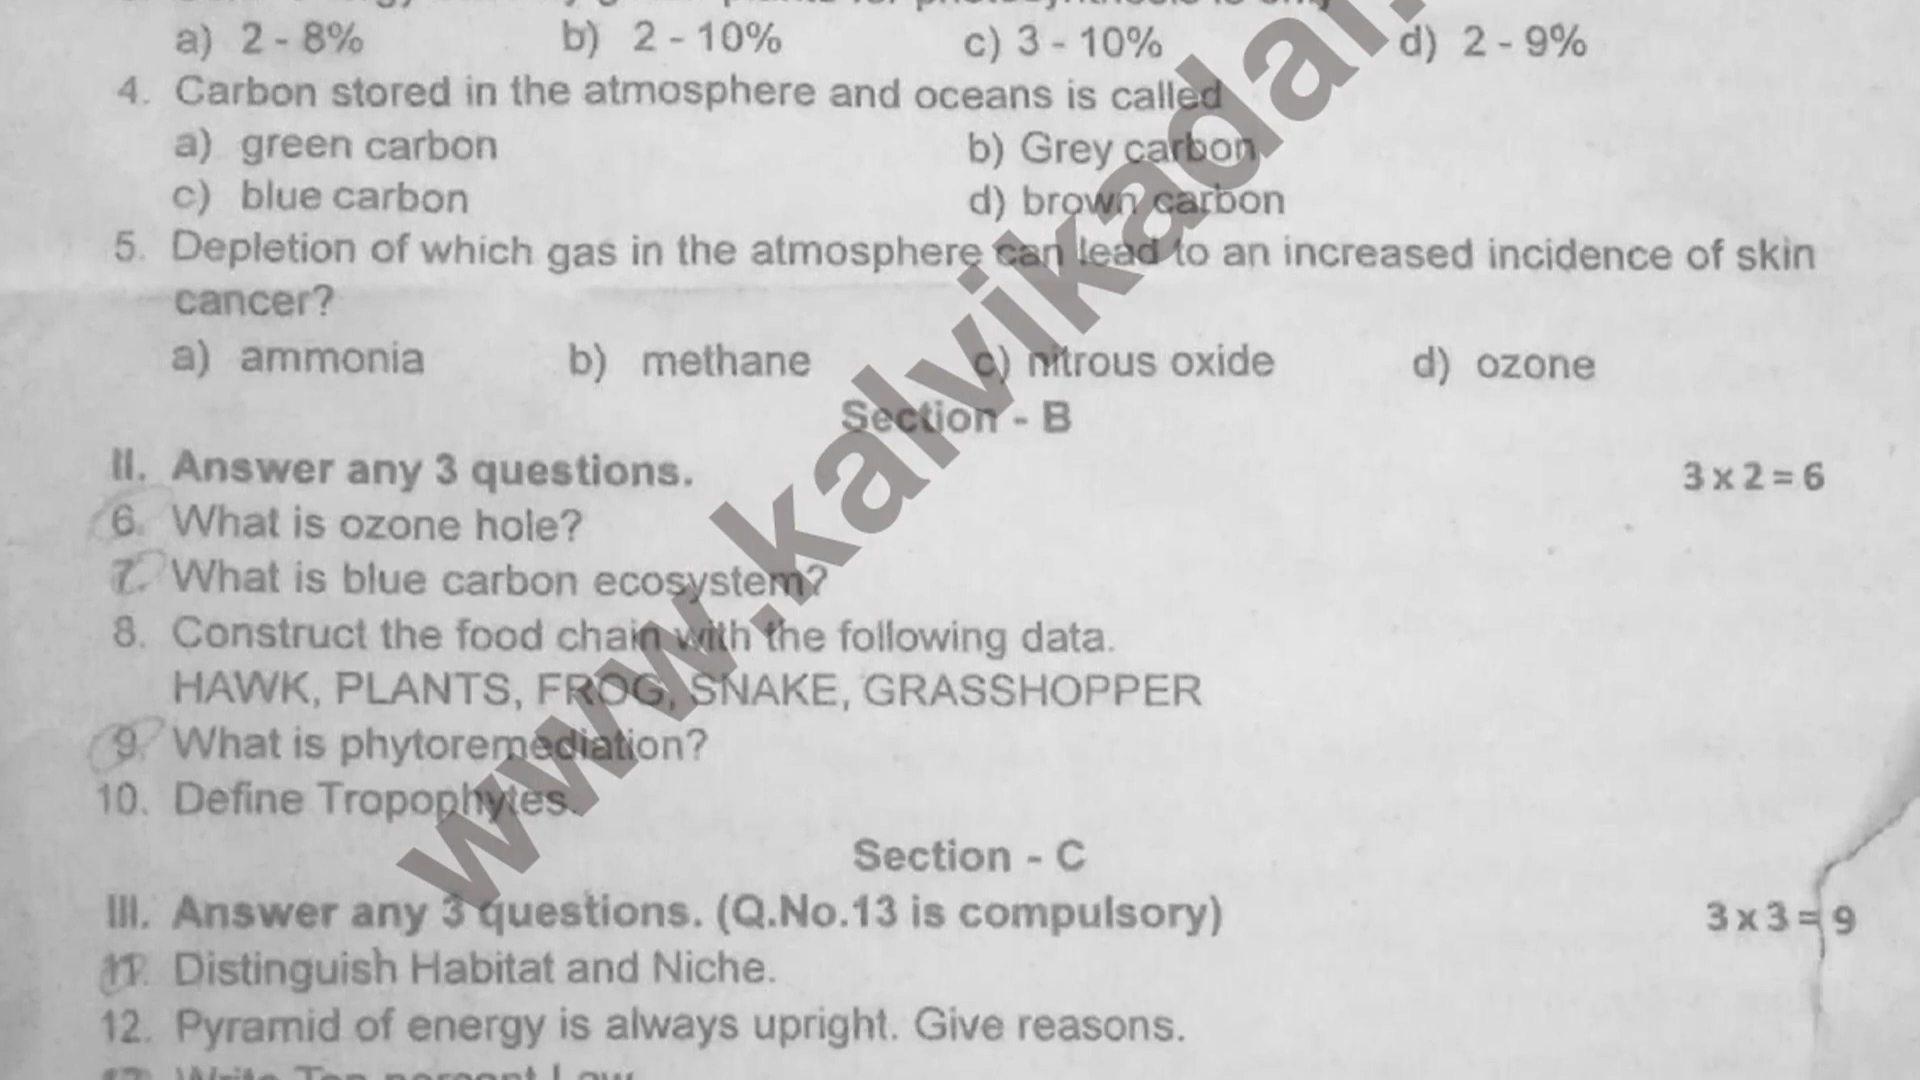 a) 2 - 8% b) 2 - 10% c) 3 - 10% d) 2 - 9%
4. Carbon stored in the atmosphere and oceans is called
a) green carbon b) Grey carbon
c) blue carbon d) brown carbon
5. Depletion of which gas in the atmosphere can lead to an increased incidence of skin
cancer?
a) ammonia b) methane c) nitrous oxide d) ozone
Section - B
II. Answer any 3 questions. 3 x 2 = 6
6. What is ozone hole?
7. What is blue carbon ecosystem?
8. Construct the food chain with the following data.
HAWK, PLANTS, FROG, SNAKE, GRASSHOPPER
9. What is phytoremediation?
10. Define Tropophytes.
Section - C
III. Answer any 3 questions. (Q.No.13 is compulsory) 3 x 3 = 9
11. Distinguish Habitat and Niche.
12. Pyramid of energy is always upright. Give reasons.
13. Write Ten percent Law
www.kalvikadal.